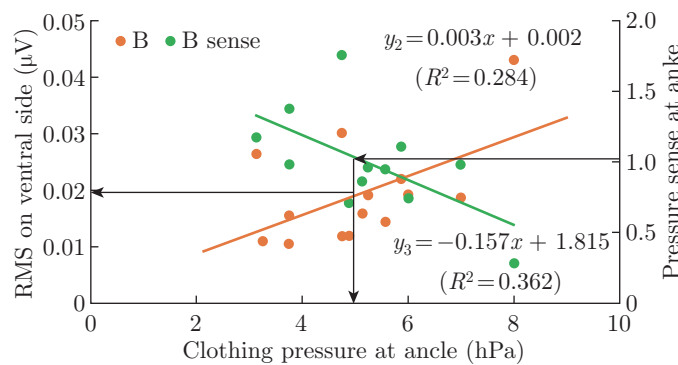 RMS on ventral side (μV)
0.05
0.04
0.03
0.02
0.01
0
B
B sense
y₂=0.003x + 0.002
(R²=0.284)
y₃=−0.157x + 1.815
(R²=0.362)
2.0
1.5
1.0
0.5
0
Pressure sense at anke
0
2
4
6
8
10
Clothing pressure at ancle (hPa)